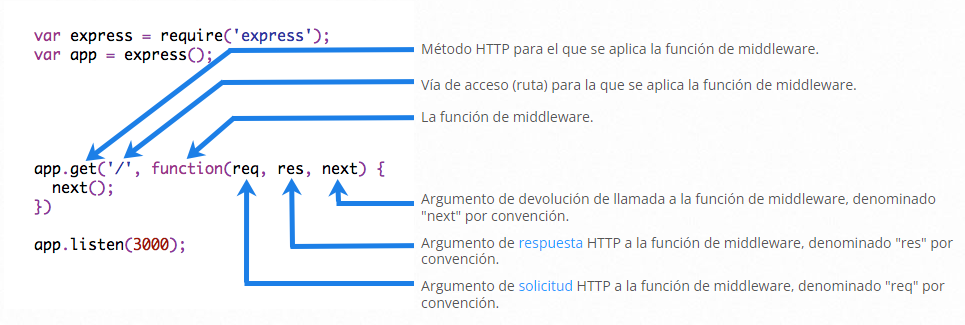 var express = require('express');
var app = express();
Método HTTP para el que se aplica la función de middleware.
Vía de acceso (ruta) para la que se aplica la función de middleware.
La función de middleware.
app.get('/', function(req, res, next) {
next();
})
app.listen(3000);
Argumento de devolución de llamada a la función de middleware, denominado
"next" por convención.
Argumento de respuesta HTTP a la función de middleware, denominado "res" por
convención.
Argumento de solicitud HTTP a la función de middleware, denominado "req" por
convención.